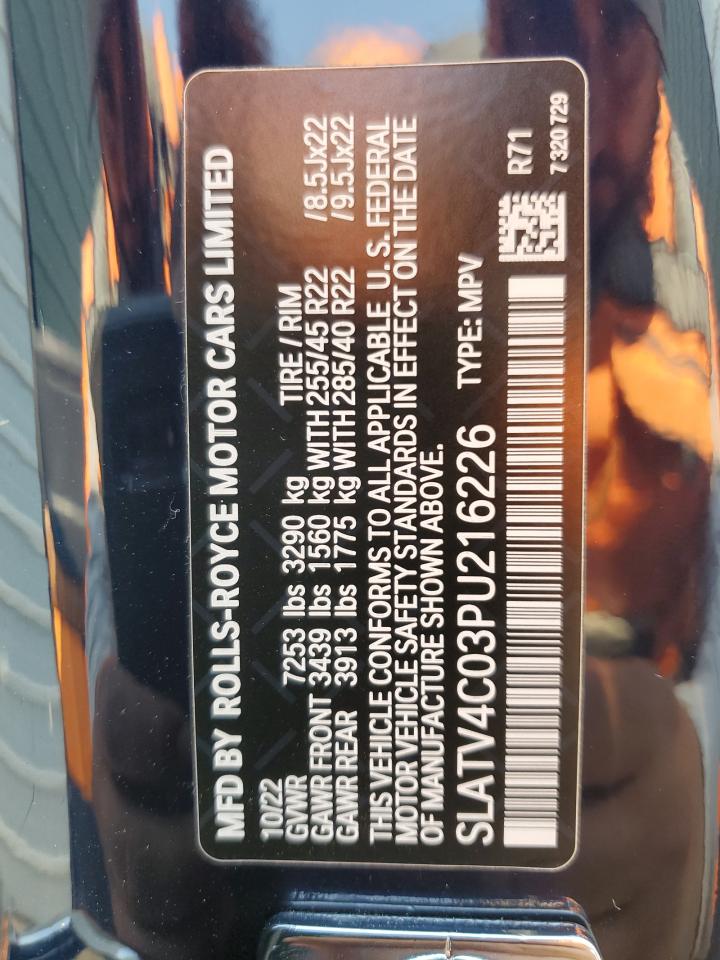 MFD BY ROLLS-ROYCE MOTOR CARS LIMITED
10/22
GVWR 7253 lbs 3290 kg TIRE / RIM
GAWR FRONT 3439 lbs 1560 kg WITH 255/45 R22 /8.5Jx22
GAWR REAR 3913 lbs 1775 kg WITH 285/40 R22 /9.5Jx22
THIS VEHICLE CONFORMS TO ALL APPLICABLE U. S. FEDERAL
MOTOR VEHICLE SAFETY STANDARDS IN EFFECT ON THE DATE
OF MANUFACTURE SHOWN ABOVE.
SLATV4C03PU216226 TYPE: MPV
R71
7 320 729